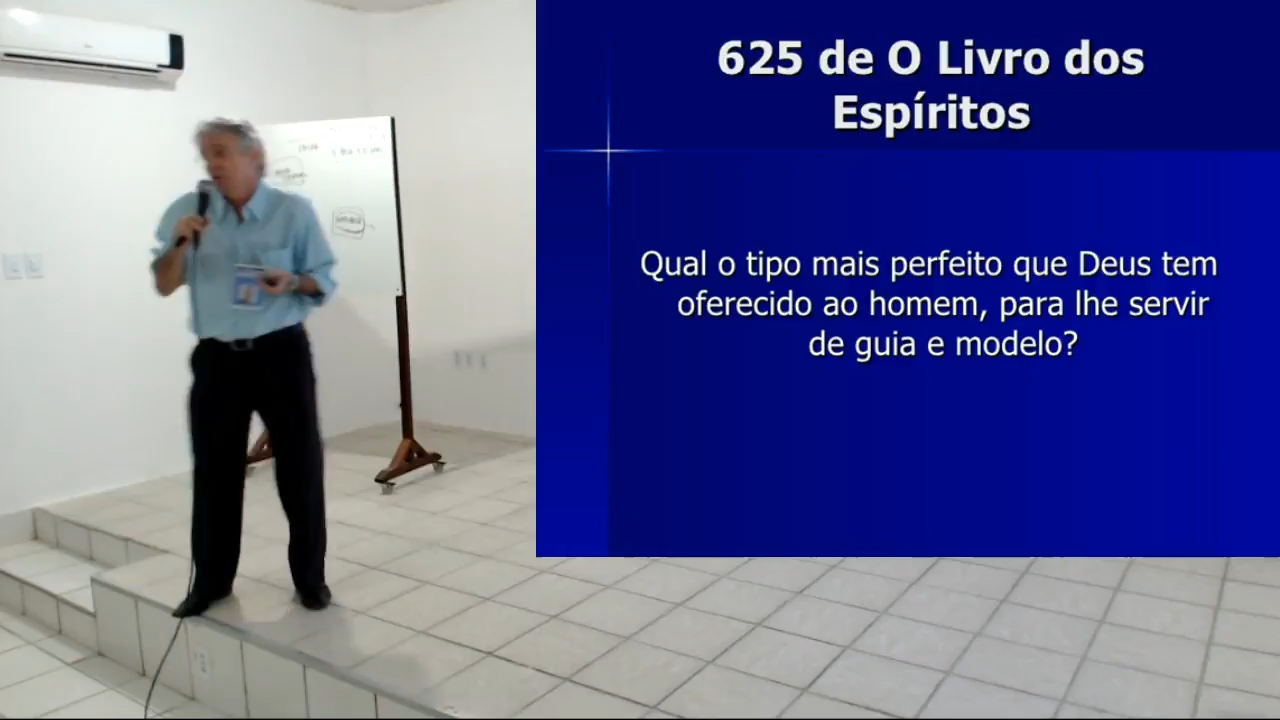 625 de O Livro dos
Espíritos
Qual o tipo mais perfeito que Deus tem
oferecido ao homem, para lhe servir
de guia e modelo?